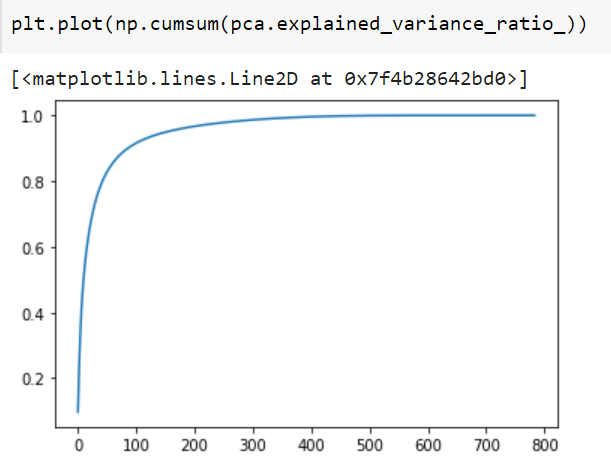 plt.plot(np.cumsum(pca.explained_variance_ratio_))
[<matplotlib.lines.Line2D at 0x7f4b28642bd0>]
1.0
0.8
0.6
0.4
0.2
0 100 200 300 400 500 600 700 800